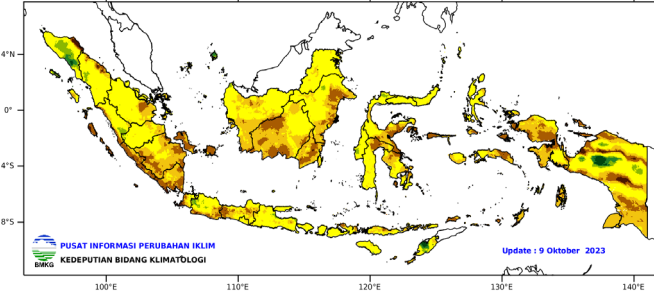 4°N
0°
4°S
8°S
PUSAT INFORMASI PERUBAHAN IKLIM
KEDEPUTIAN BIDANG KLIMATOLOGI
BMKG
Update : 9 Oktober 2023
100°E
110°E
120°E
130°E
140°E